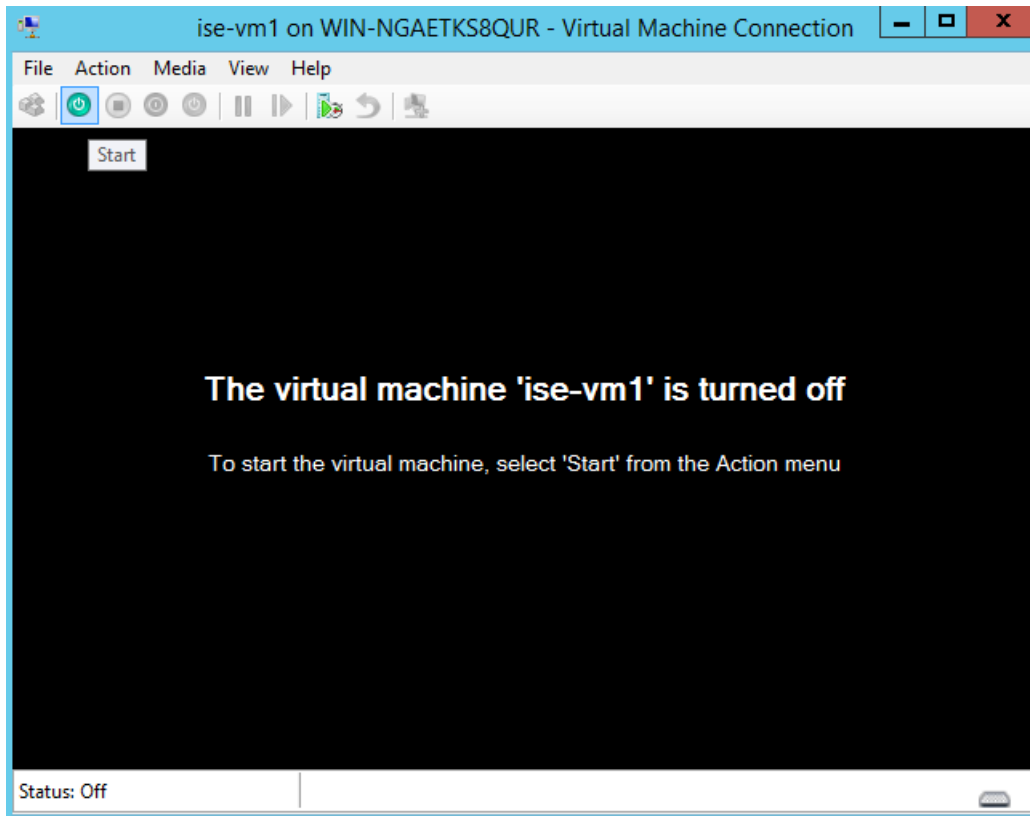 ise-vm1 on WIN-NGAETKS8QUR - Virtual Machine Connection
File Action Media View Help
Start
The virtual machine 'ise-vm1' is turned off
To start the virtual machine, select 'Start' from the Action menu
Status: Off